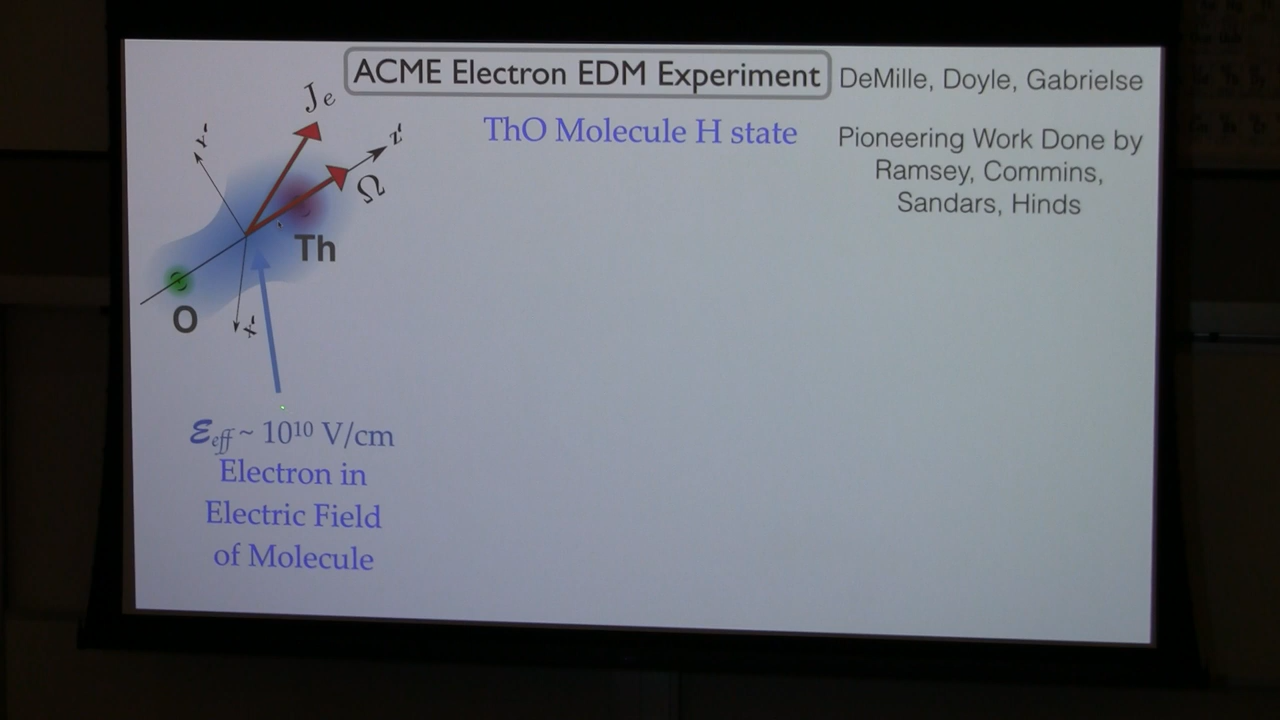 ACME Electron EDM Experiment
DeMille, Doyle, Gabrielse
ThO Molecule H state
Pioneering Work Done by
Ramsey, Commins,
Sandars, Hinds
J e
Y'
z'
Ω
Th
O
X'
𝓔eff ~ 10¹⁰ V/cm
Electron in
Electric Field
of Molecule